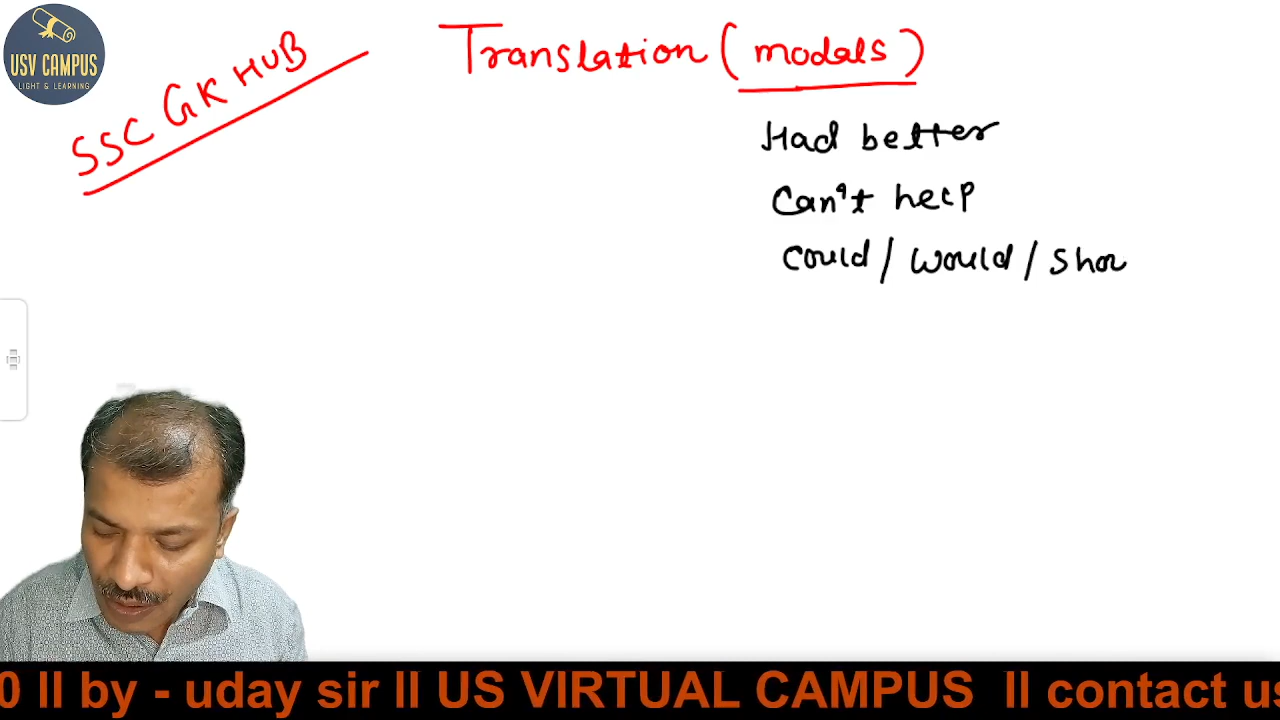 USV CAMPUS
LIGHT & LEARNING
SSC GK HUB
Translation (modals)
Had better
Can't help
Could / Would / Shou
0 ll by - uday sir ll US VIRTUAL CAMPUS ll contact us